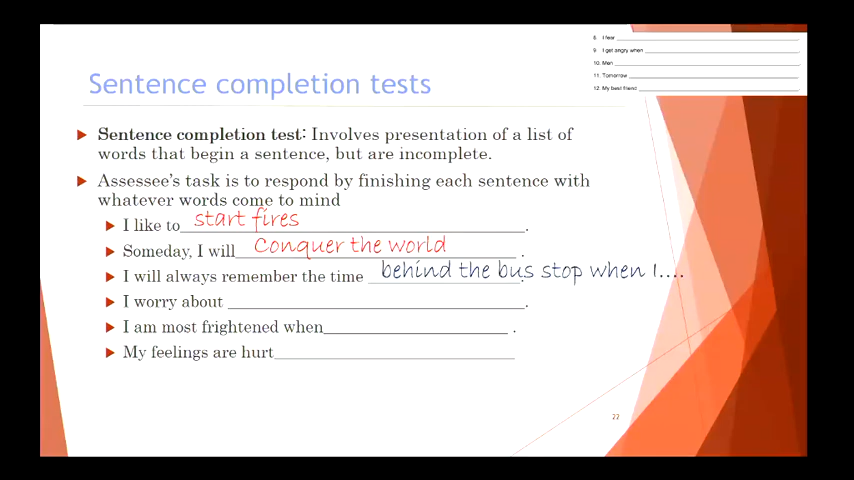 8. I fear
9. I get angry when
10. Men
11. Tomorrow
12. My best friend
Sentence completion tests
Sentence completion test: Involves presentation of a list of
words that begin a sentence, but are incomplete.
Assessee's task is to respond by finishing each sentence with
whatever words come to mind
I like to start fires.
Someday, I will Conquer the world.
I will always remember the time behind the bus stop when I....
I worry about .
I am most frightened when .
My feelings are hurt